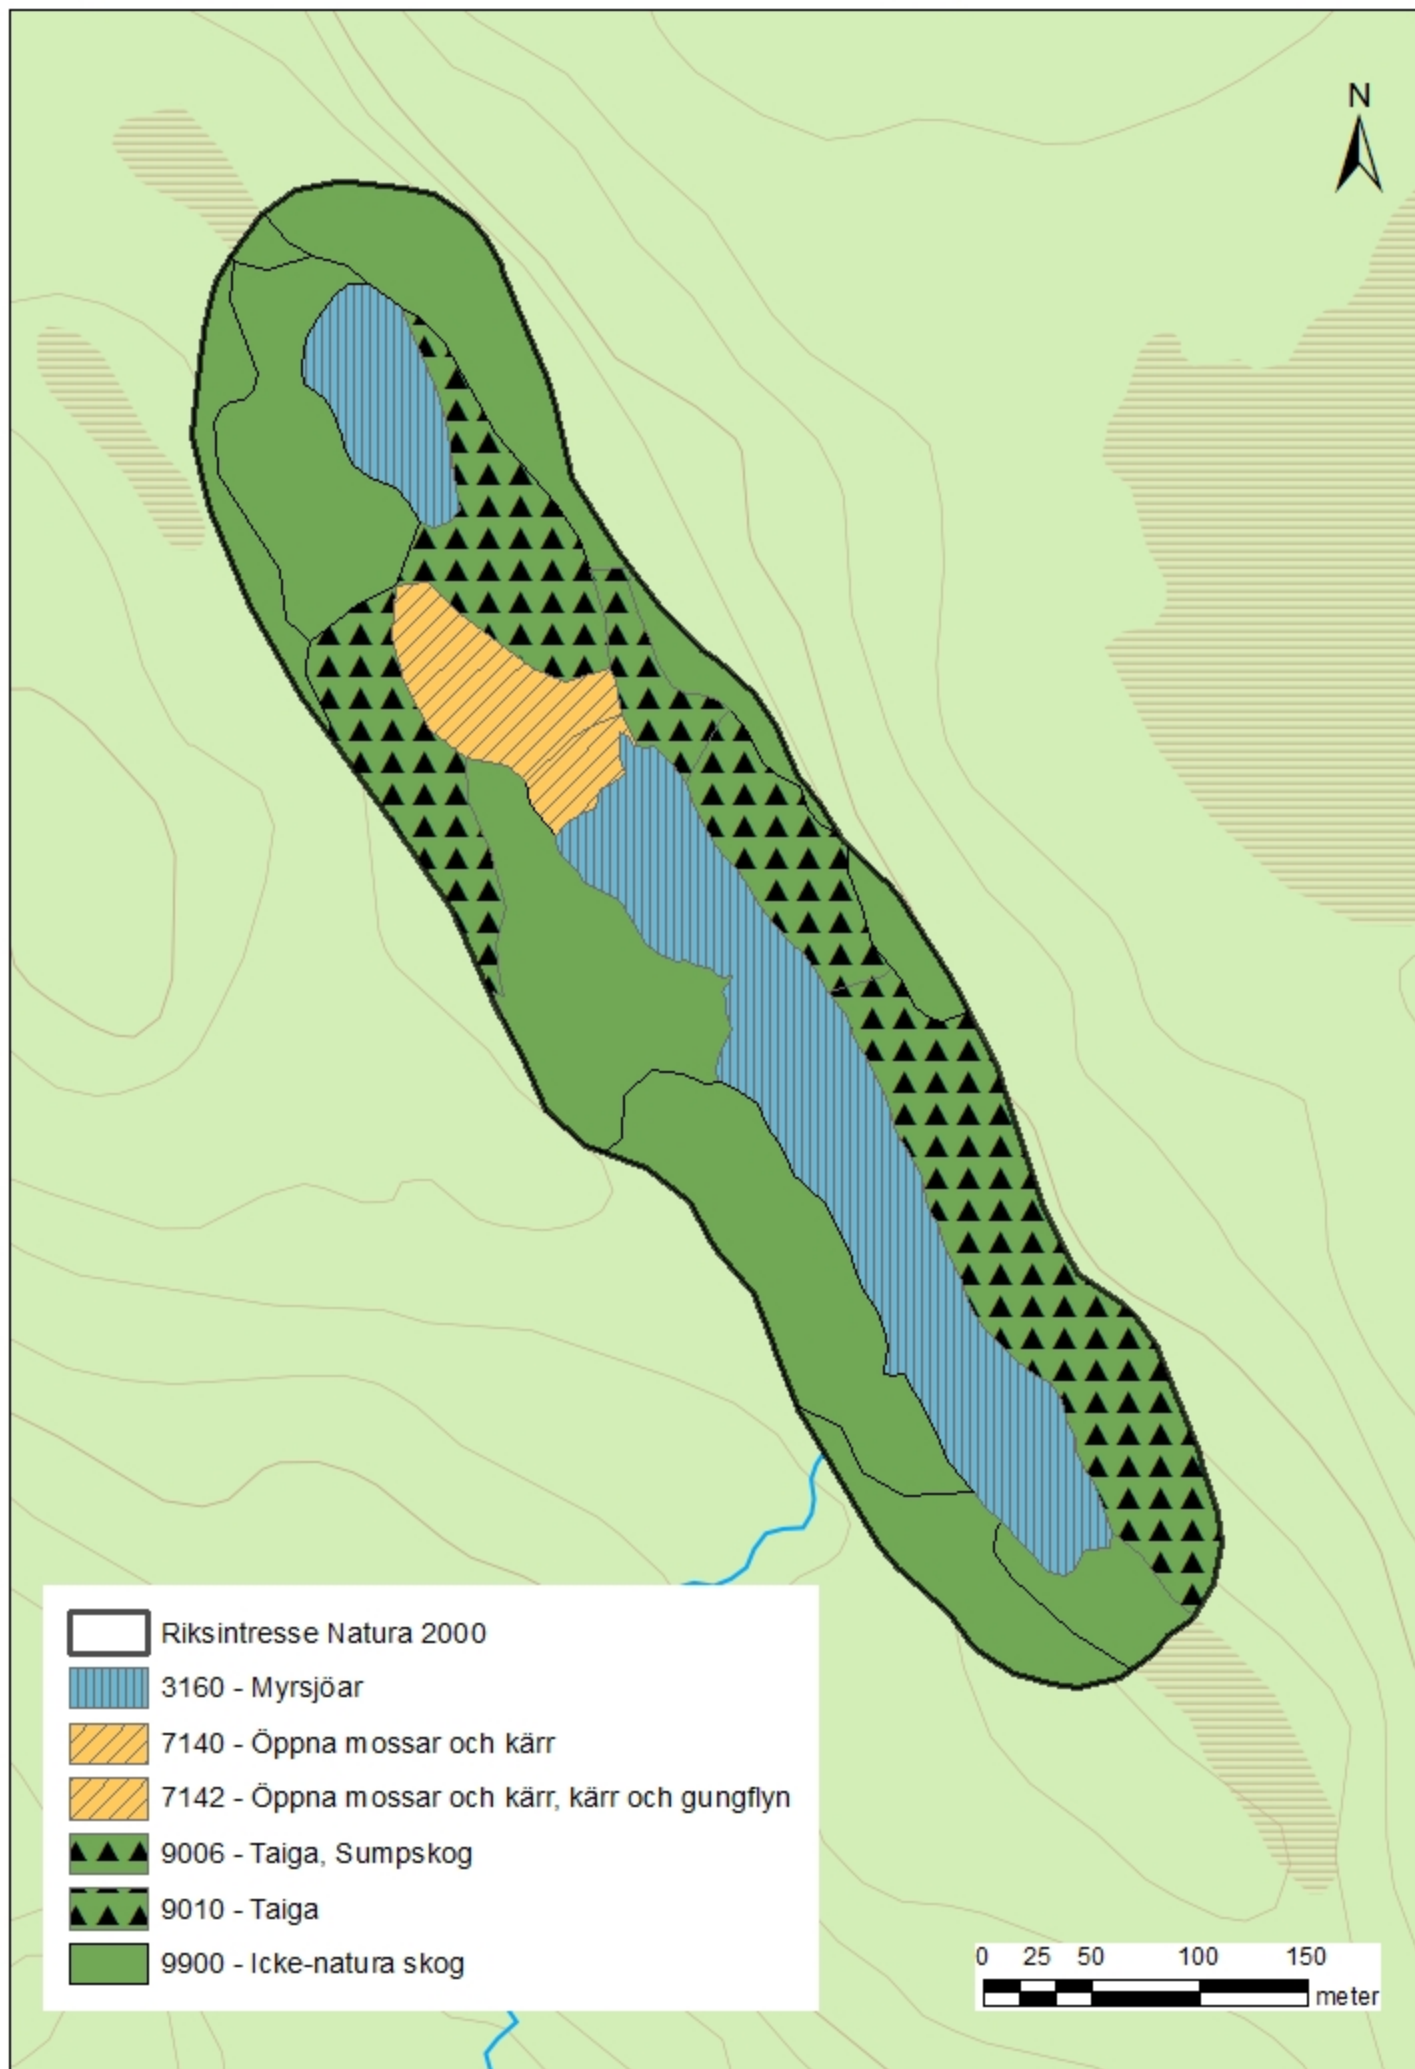 N
Riksintresse Natura 2000
3160 - Myrsjöar
7140 - Öppna mossar och kärr
7142 - Öppna mossar och kärr, kärr och gungflyn
9006 - Taiga, Sumpskog
9010 - Taiga
9900 - Icke-natura skog
0 25 50 100 150
meter